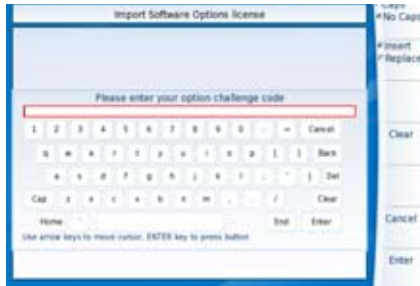 Import Software Options license
Caps
No Caps
Insert
Replace
Please enter your option challenge code
1 2 3 4 5 6 7 8 9 0 - = Cancel
q w e r t y u i o p [ ] Back
a s d f g h j k l ; ' Del
Cap z x c v b n m , . / Clear
Home End Enter
Use arrow keys to move cursor, ENTER key to press button
Clear
Cancel
Enter